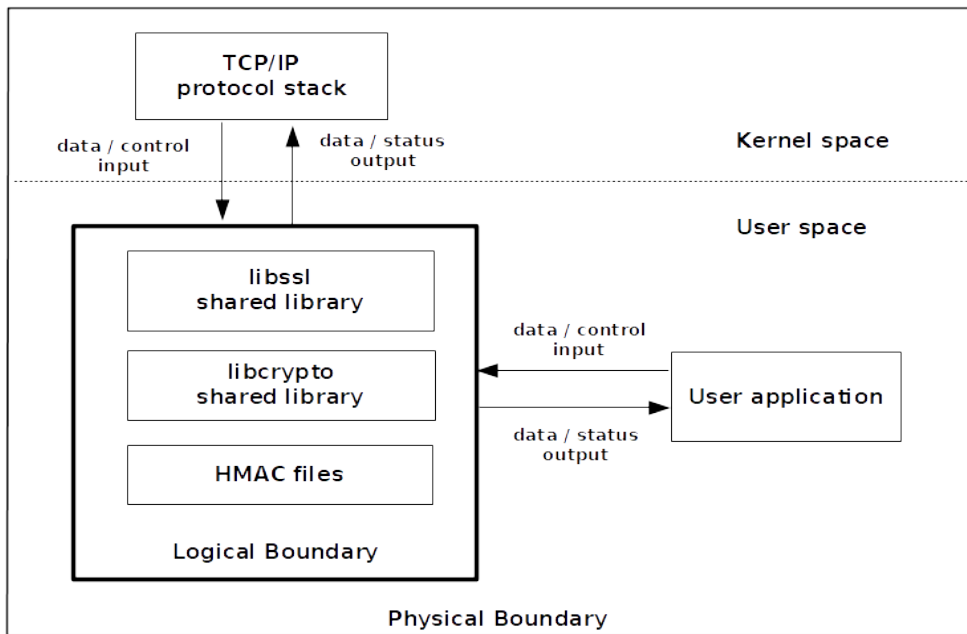 TCP/IP
protocol stack
data / control
input
data / status
output
Kernel space
User space
libssl
shared library
libcrypto
shared library
HMAC files
Logical Boundary
data / control
input
User application
data / status
output
Physical Boundary